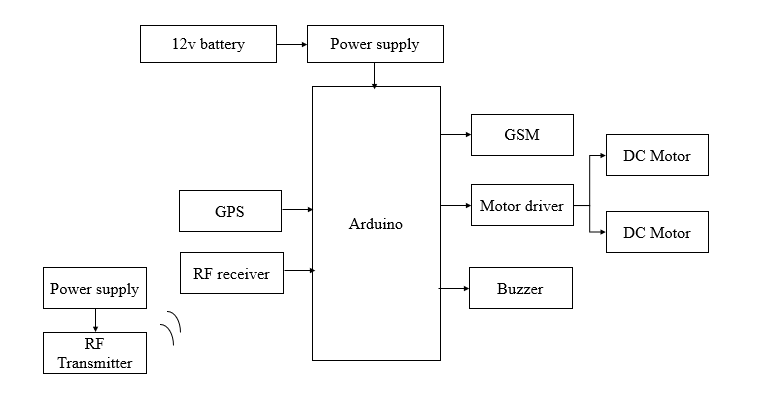 12v battery
Power supply
GSM
DC Motor
GPS
Arduino
Motor driver
DC Motor
RF receiver
Power supply
Buzzer
RF
Transmitter